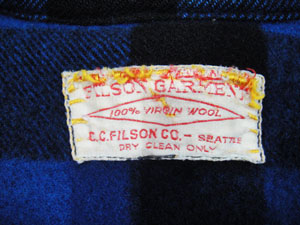 FILSON GARMENT
100% VIRGIN WOOL
C.C. FILSON CO. - SEATTLE
DRY CLEAN ONLY